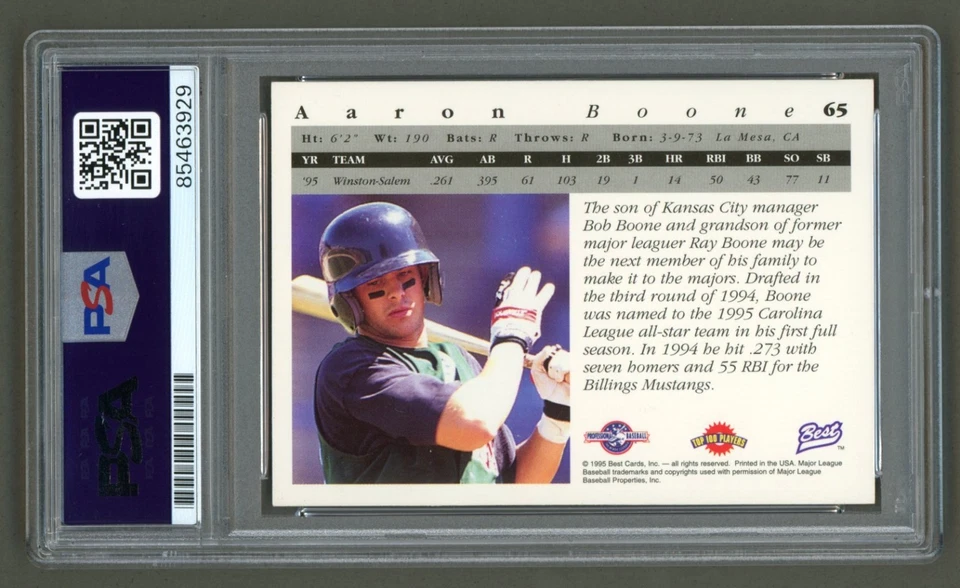 85463929
PSA
PSA
Aaron Boone 65
Ht: 6'2" Wt: 190 Bats: R Throws: R Born: 3-9-73 La Mesa, CA
YR TEAM AVG AB R H 2B 3B HR RBI BB SO SB
'95 Winston-Salem .261 395 61 103 19 1 14 50 43 77 11
The son of Kansas City manager
Bob Boone and grandson of former
major leaguer Ray Boone may be
the next member of his family to
make it to the majors. Drafted in
the third round of 1994, Boone
was named to the 1995 Carolina
League all-star team in his first full
season. In 1994 he hit .273 with
seven homers and 55 RBI for the
Billings Mustangs.
PROFESSIONAL BASEBALL
TOP 100 PLAYERS
Best TM
© 1995 Best Cards, Inc. — all rights reserved. Printed in the USA. Major League
Baseball trademarks and copyrights used with permission of Major League
Baseball Properties, Inc.